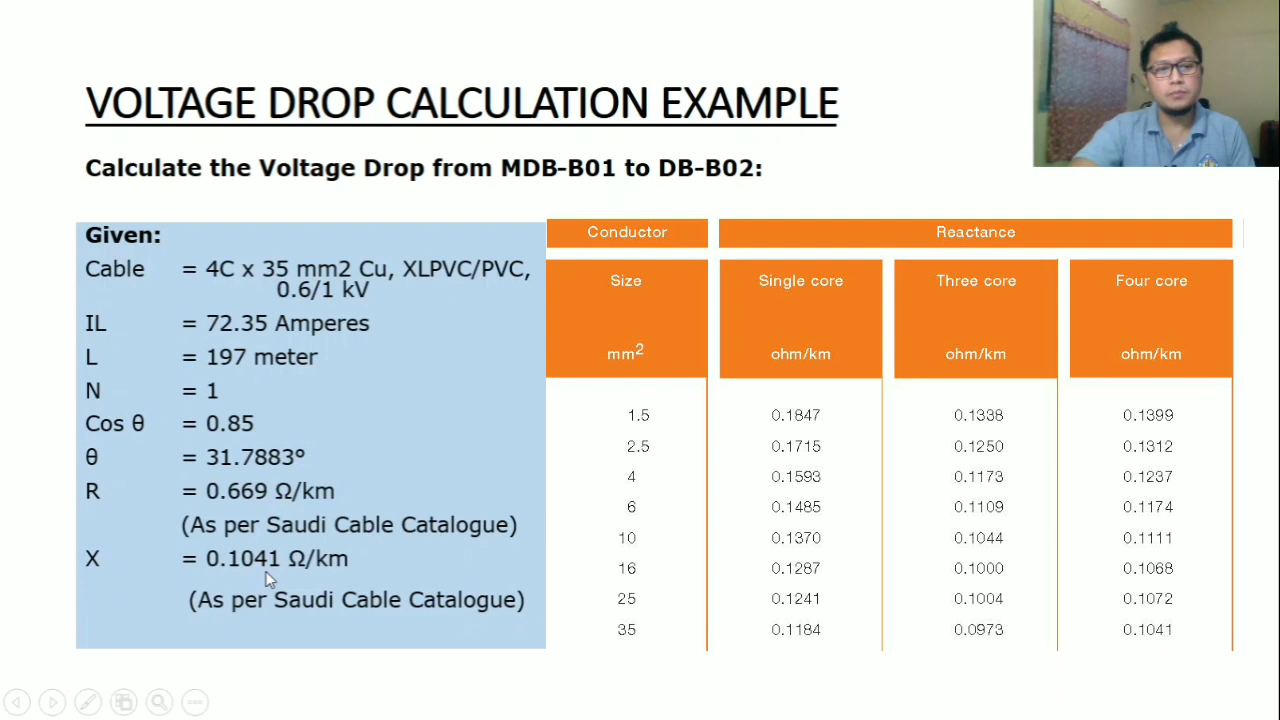 VOLTAGE DROP CALCULATION EXAMPLE
Calculate the Voltage Drop from MDB-B01 to DB-B02:
Given:
Cable = 4C x 35 mm2 Cu, XLPVC/PVC,
0.6/1 kV
IL = 72.35 Amperes
L = 197 meter
N = 1
Cos θ = 0.85
θ = 31.7883º
R = 0.669 Ω/km
(As per Saudi Cable Catalogue)
X = 0.1041 Ω/km
(As per Saudi Cable Catalogue)
Conductor Reactance
Size Single core Three core Four core
mm2 ohm/km ohm/km ohm/km
1.5 0.1847 0.1338 0.1399
2.5 0.1715 0.1250 0.1312
4 0.1593 0.1173 0.1237
6 0.1485 0.1109 0.1174
10 0.1370 0.1044 0.1111
16 0.1287 0.1000 0.1068
25 0.1241 0.1004 0.1072
35 0.1184 0.0973 0.1041